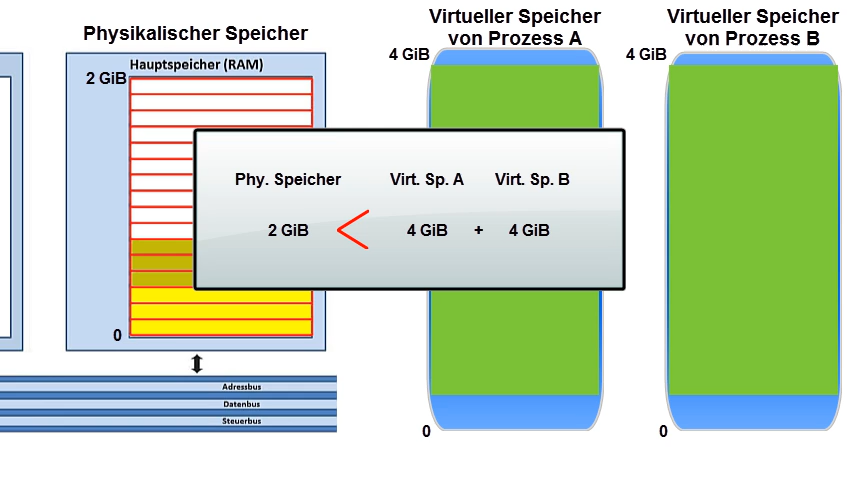 Physikalischer Speicher
Hauptspeicher (RAM)
2 GiB
0
Adressbus
Datenbus
Steuerbus
Virtueller Speicher
von Prozess A
4 GiB
0
Virtueller Speicher
von Prozess B
4 GiB
0
Phy. Speicher Virt. Sp. A Virt. Sp. B
2 GiB < 4 GiB + 4 GiB